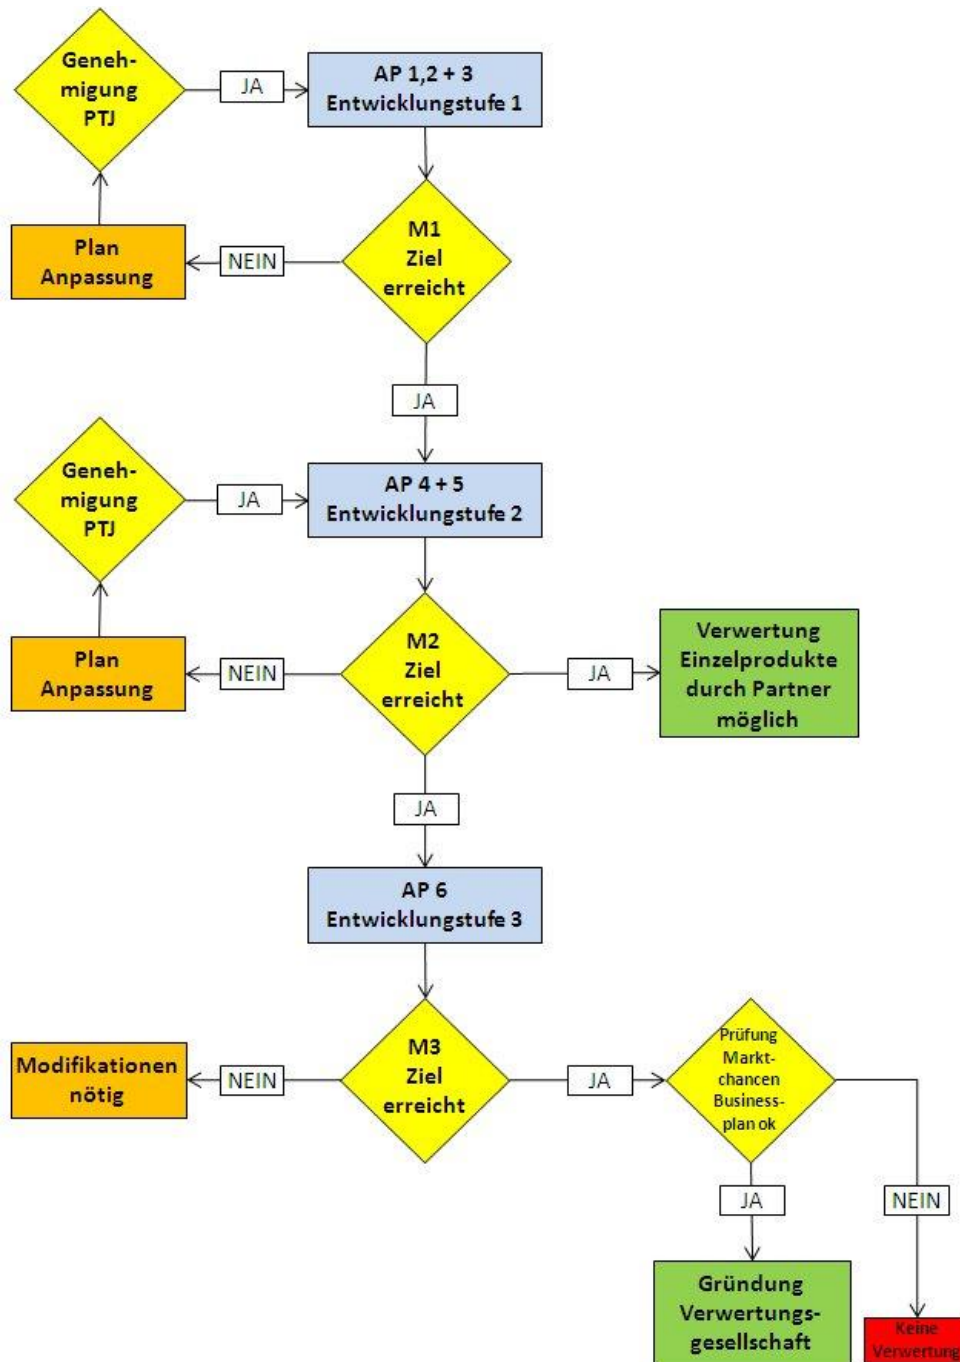 Geneh-
migung
PTJ
JA
AP 1,2 + 3
Entwicklungstufe 1
Plan
Anpassung
NEIN
M1
Ziel
erreicht
JA
Geneh-
migung
PTJ
JA
AP 4 + 5
Entwicklungstufe 2
Plan
Anpassung
NEIN
M2
Ziel
erreicht
JA
Verwertung
Einzelprodukte
durch Partner
möglich
JA
AP 6
Entwicklungstufe 3
Modifikationen
nötig
NEIN
M3
Ziel
erreicht
JA
Prüfung
Markt-
chancen
Business-
plan ok
JA
NEIN
Gründung
Verwertungs-
gesellschaft
Keine
Verwertung